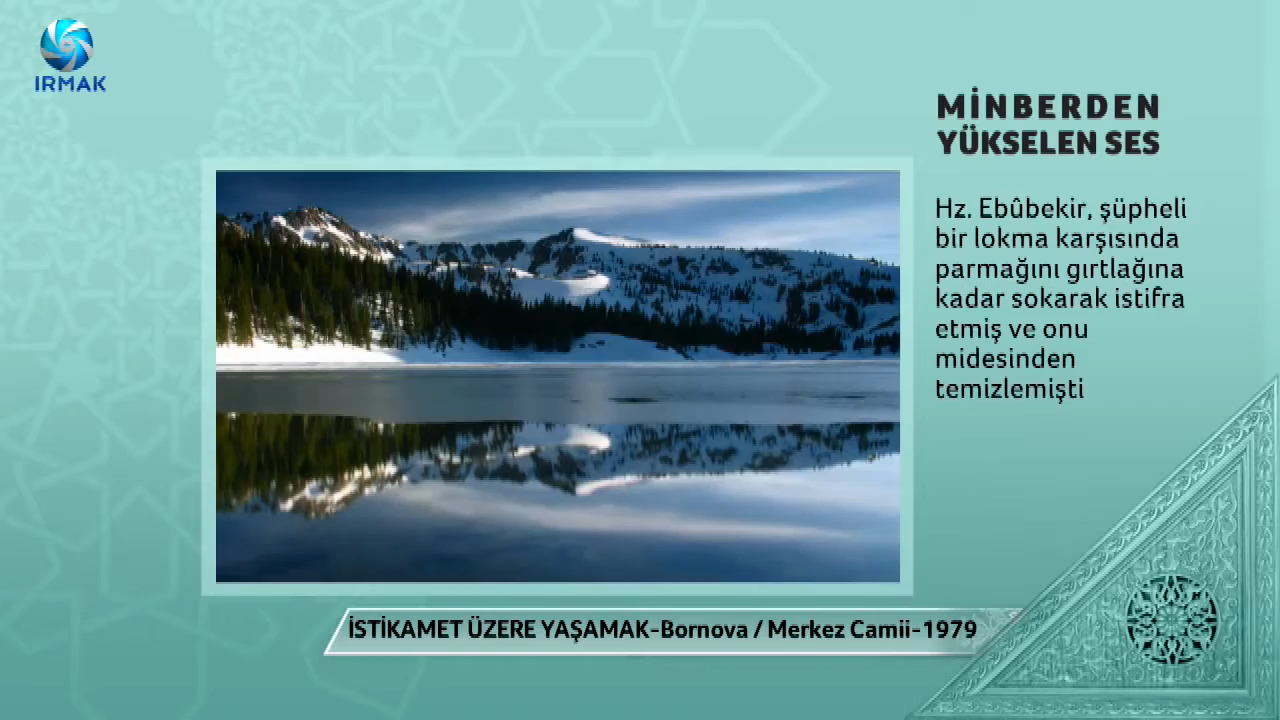 IRMAK
MİNBERDEN
YÜKSELEN SES
Hz. Ebûbekir, şüpheli
bir lokma karşısında
parmağını gırtlağına
kadar sokarak istifra
etmiş ve onu
midesinden
temizlemişti
İSTİKAMET ÜZERE YAŞAMAK-Bornova / Merkez Camii-1979